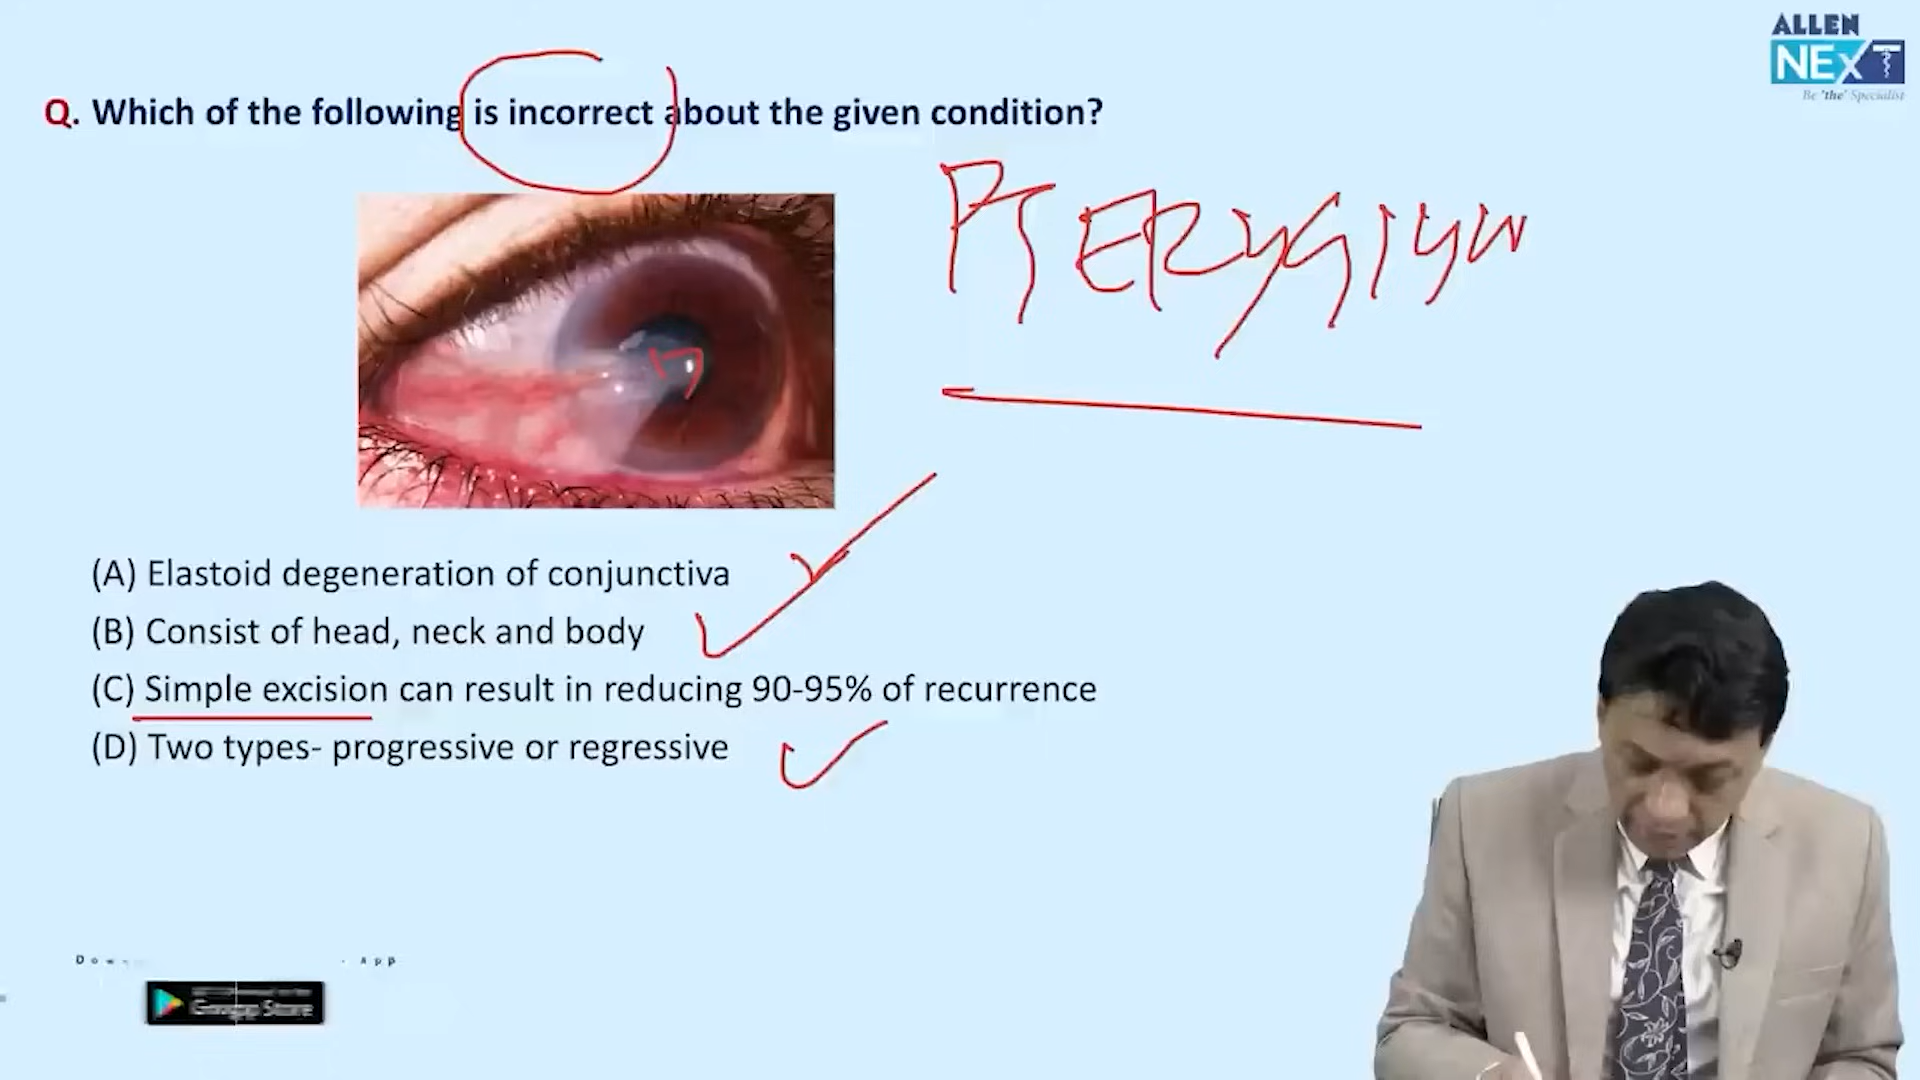 ALLEN
NEXT
Be 'the' Specialist
Q. Which of the following is incorrect about the given condition?
PTERYGIUM
(A) Elastoid degeneration of conjunctiva
(B) Consist of head, neck and body
(C) Simple excision can result in reducing 90-95% of recurrence
(D) Two types- progressive or regressive
App
Store